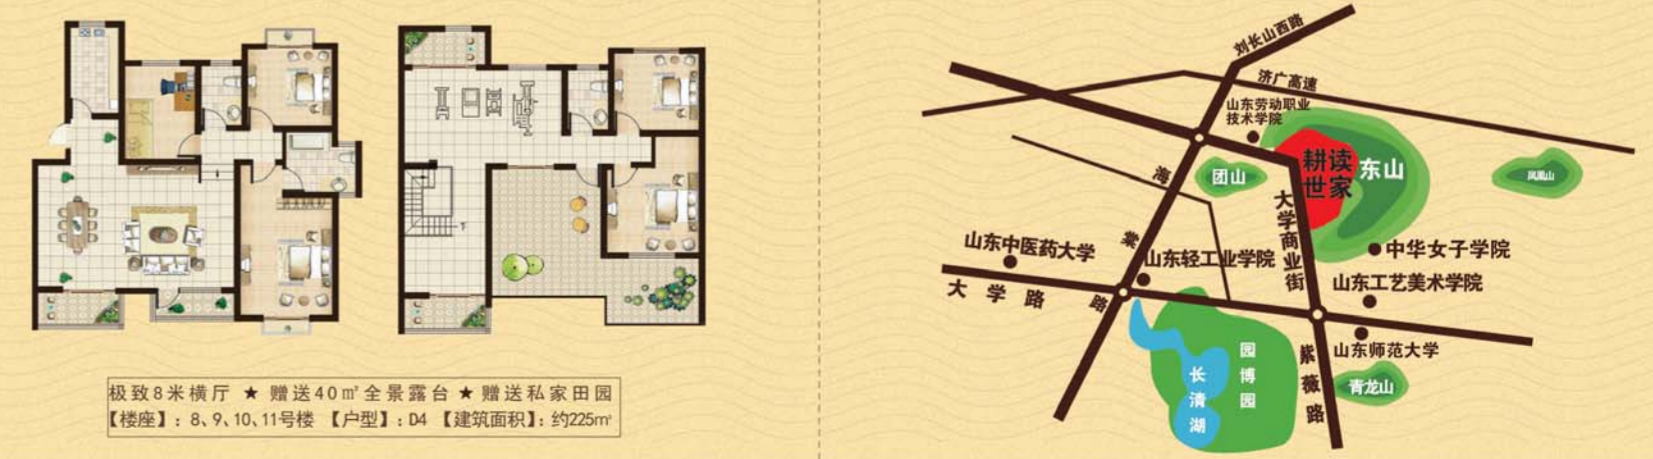 极致8米横厅 ★ 赠送40㎡全景露台 ★ 赠送私家田园
【楼座】：8、9、10、11号楼 【户型】：D4 【建筑面积】：约225㎡
刘长山西路
济广高速
山东劳动职业
技术学院
耕读
世家
东山
团山
凤凰山
海棠路
大学商业街
山东中医药大学
山东轻工业学院
中华女子学院
山东工艺美术学院
大学路
山东师范大学
园博园
长清湖
紫薇路
青龙山